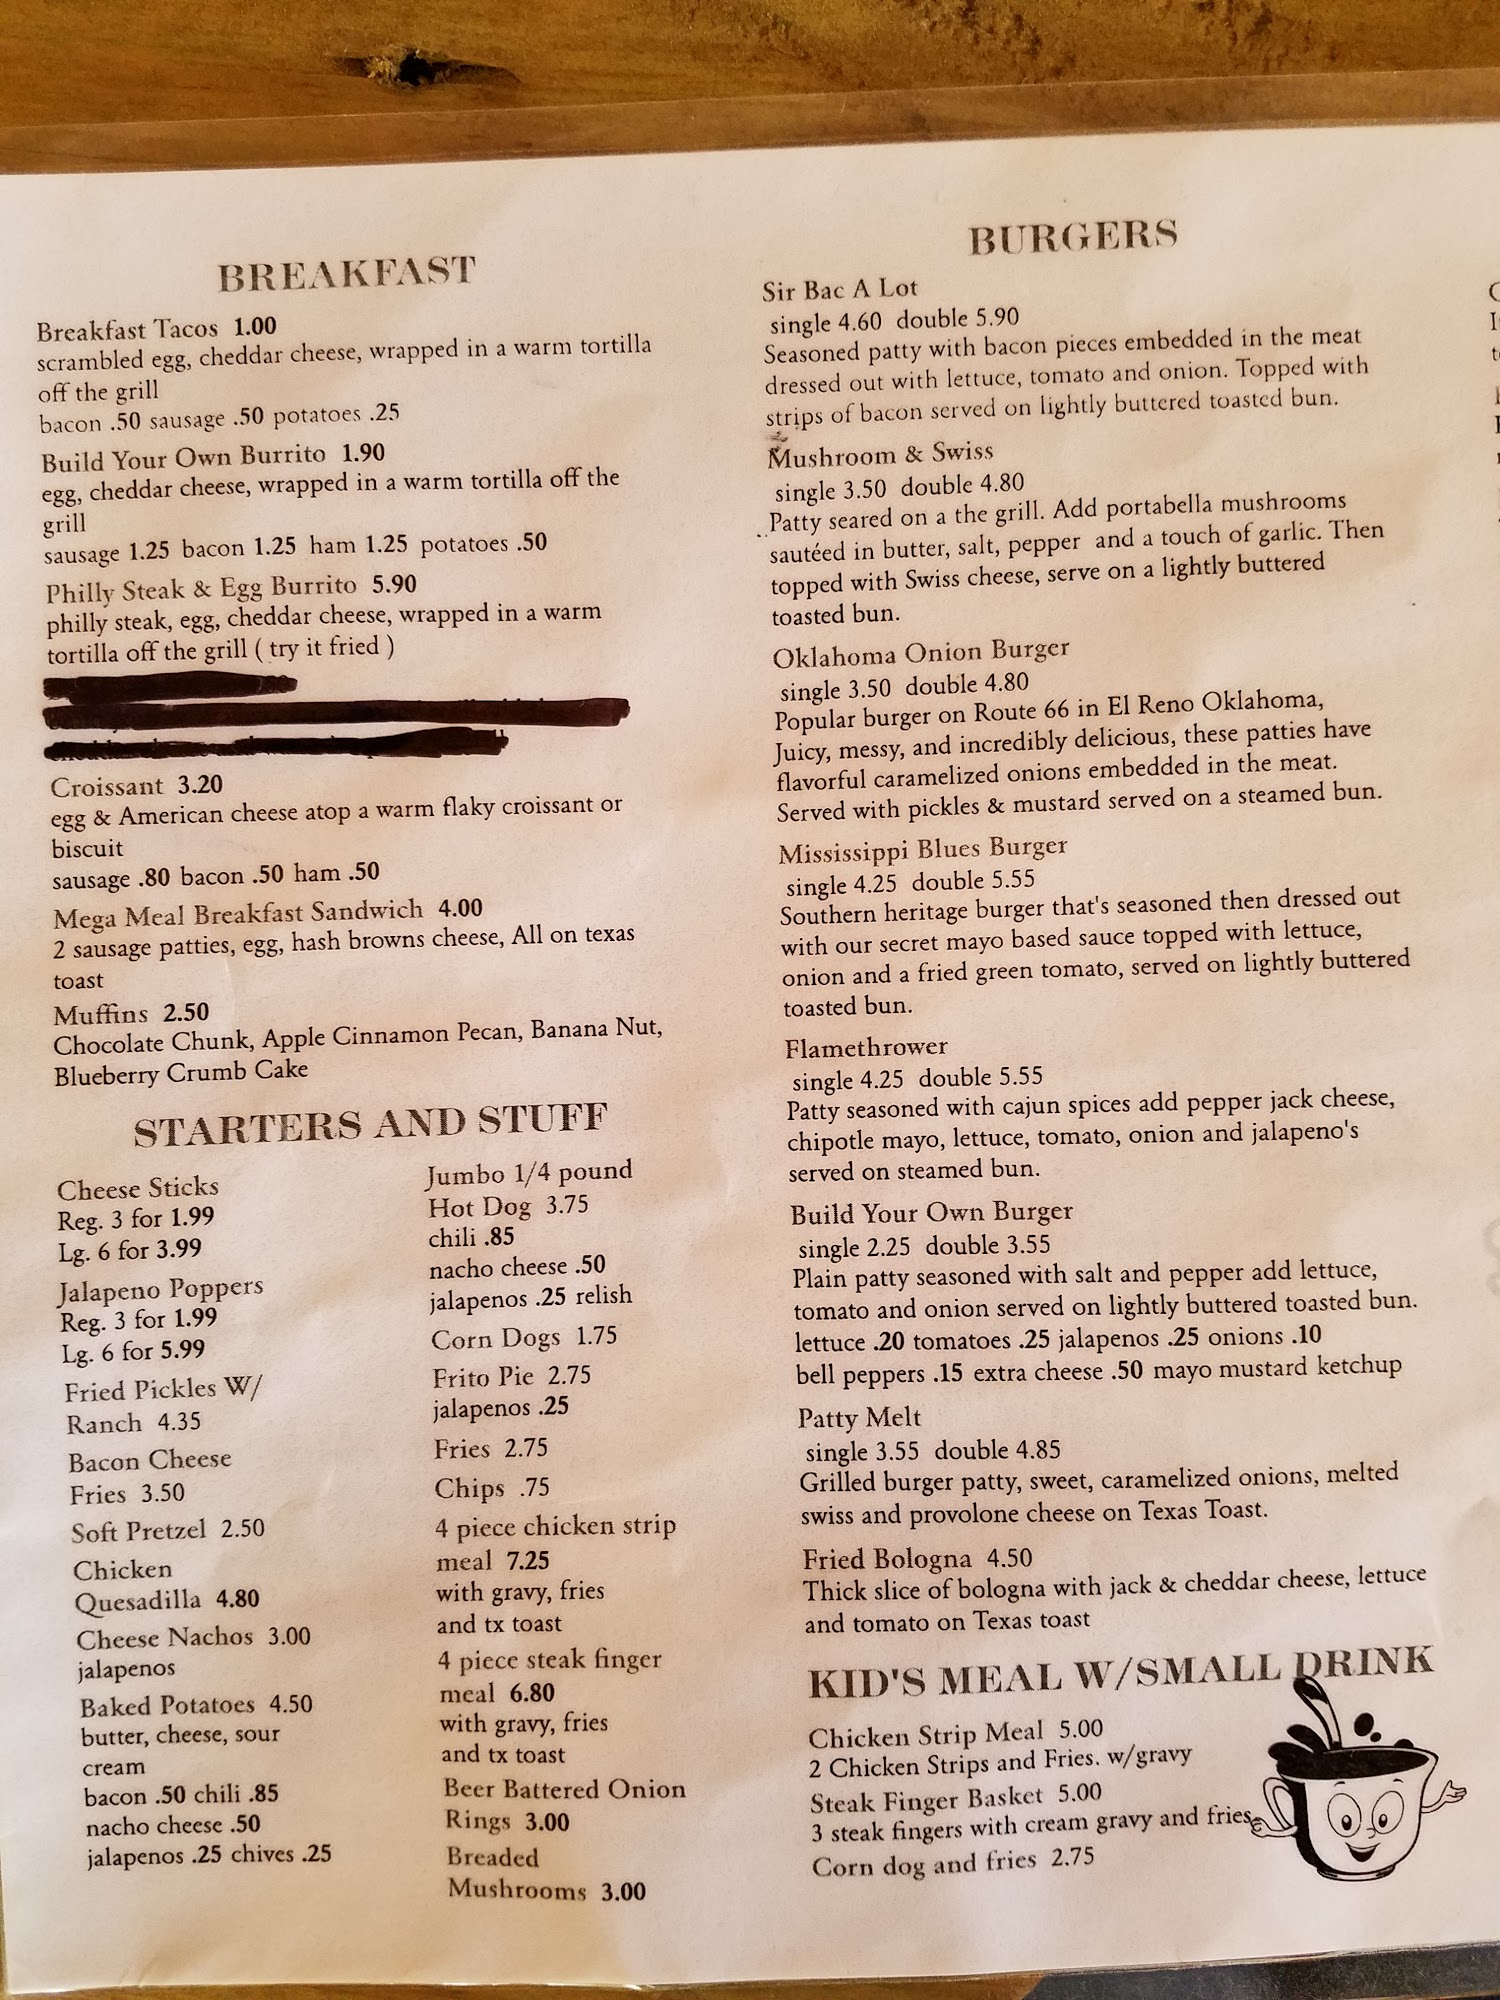 BREAKFAST
Breakfast Tacos 1.00
scrambled egg, cheddar cheese, wrapped in a warm tortilla
off the grill
bacon .50 sausage .50 potatoes .25
Build Your Own Burrito 1.90
egg, cheddar cheese, wrapped in a warm tortilla off the
grill
sausage 1.25 bacon 1.25 ham 1.25 potatoes .50
Philly Steak & Egg Burrito 5.90
philly steak, egg, cheddar cheese, wrapped in a warm
tortilla off the grill ( try it fried )
Croissant 3.20
egg & American cheese atop a warm flaky croissant or
biscuit
sausage .80 bacon .50 ham .50
Mega Meal Breakfast Sandwich 4.00
2 sausage patties, egg, hash browns cheese, All on texas
toast
Muffins 2.50
Chocolate Chunk, Apple Cinnamon Pecan, Banana Nut,
Blueberry Crumb Cake
STARTERS AND STUFF
Cheese Sticks
Reg. 3 for 1.99
Lg. 6 for 3.99
Jalapeno Poppers
Reg. 3 for 1.99
Lg. 6 for 5.99
Fried Pickles W/
Ranch 4.35
Bacon Cheese
Fries 3.50
Soft Pretzel 2.50
Chicken
Quesadilla 4.80
Cheese Nachos 3.00
jalapenos
Baked Potatoes 4.50
butter, cheese, sour
cream
bacon .50 chili .85
nacho cheese .50
jalapenos .25 chives .25
Jumbo 1/4 pound
Hot Dog 3.75
chili .85
nacho cheese .50
jalapenos .25 relish
Corn Dogs 1.75
Frito Pie 2.75
jalapenos .25
Fries 2.75
Chips .75
4 piece chicken strip
meal 7.25
with gravy, fries
and tx toast
4 piece steak finger
meal 6.80
with gravy, fries
and tx toast
Beer Battered Onion
Rings 3.00
Breaded
Mushrooms 3.00
BURGERS
Sir Bac A Lot
single 4.60 double 5.90
Seasoned patty with bacon pieces embedded in the meat
dressed out with lettuce, tomato and onion. Topped with
strips of bacon served on lightly buttered toasted bun.
Mushroom & Swiss
single 3.50 double 4.80
Patty seared on a the grill. Add portabella mushrooms
sautéed in butter, salt, pepper and a touch of garlic. Then
topped with Swiss cheese, serve on a lightly buttered
toasted bun.
Oklahoma Onion Burger
single 3.50 double 4.80
Popular burger on Route 66 in El Reno Oklahoma,
Juicy, messy, and incredibly delicious, these patties have
flavorful caramelized onions embedded in the meat.
Served with pickles & mustard served on a steamed bun.
Mississippi Blues Burger
single 4.25 double 5.55
Southern heritage burger that's seasoned then dressed out
with our secret mayo based sauce topped with lettuce,
onion and a fried green tomato, served on lightly buttered
toasted bun.
Flamethrower
single 4.25 double 5.55
Patty seasoned with cajun spices add pepper jack cheese,
chipotle mayo, lettuce, tomato, onion and jalapeno's
served on steamed bun.
Build Your Own Burger
single 2.25 double 3.55
Plain patty seasoned with salt and pepper add lettuce,
tomato and onion served on lightly buttered toasted bun.
lettuce .20 tomatoes .25 jalapenos .25 onions .10
bell peppers .15 extra cheese .50 mayo mustard ketchup
Patty Melt
single 3.55 double 4.85
Grilled burger patty, sweet, caramelized onions, melted
swiss and provolone cheese on Texas Toast.
Fried Bologna 4.50
Thick slice of bologna with jack & cheddar cheese, lettuce
and tomato on Texas toast
KID'S MEAL W/SMALL DRINK
Chicken Strip Meal 5.00
2 Chicken Strips and Fries. w/gravy
Steak Finger Basket 5.00
3 steak fingers with cream gravy and fries
Corn dog and fries 2.75